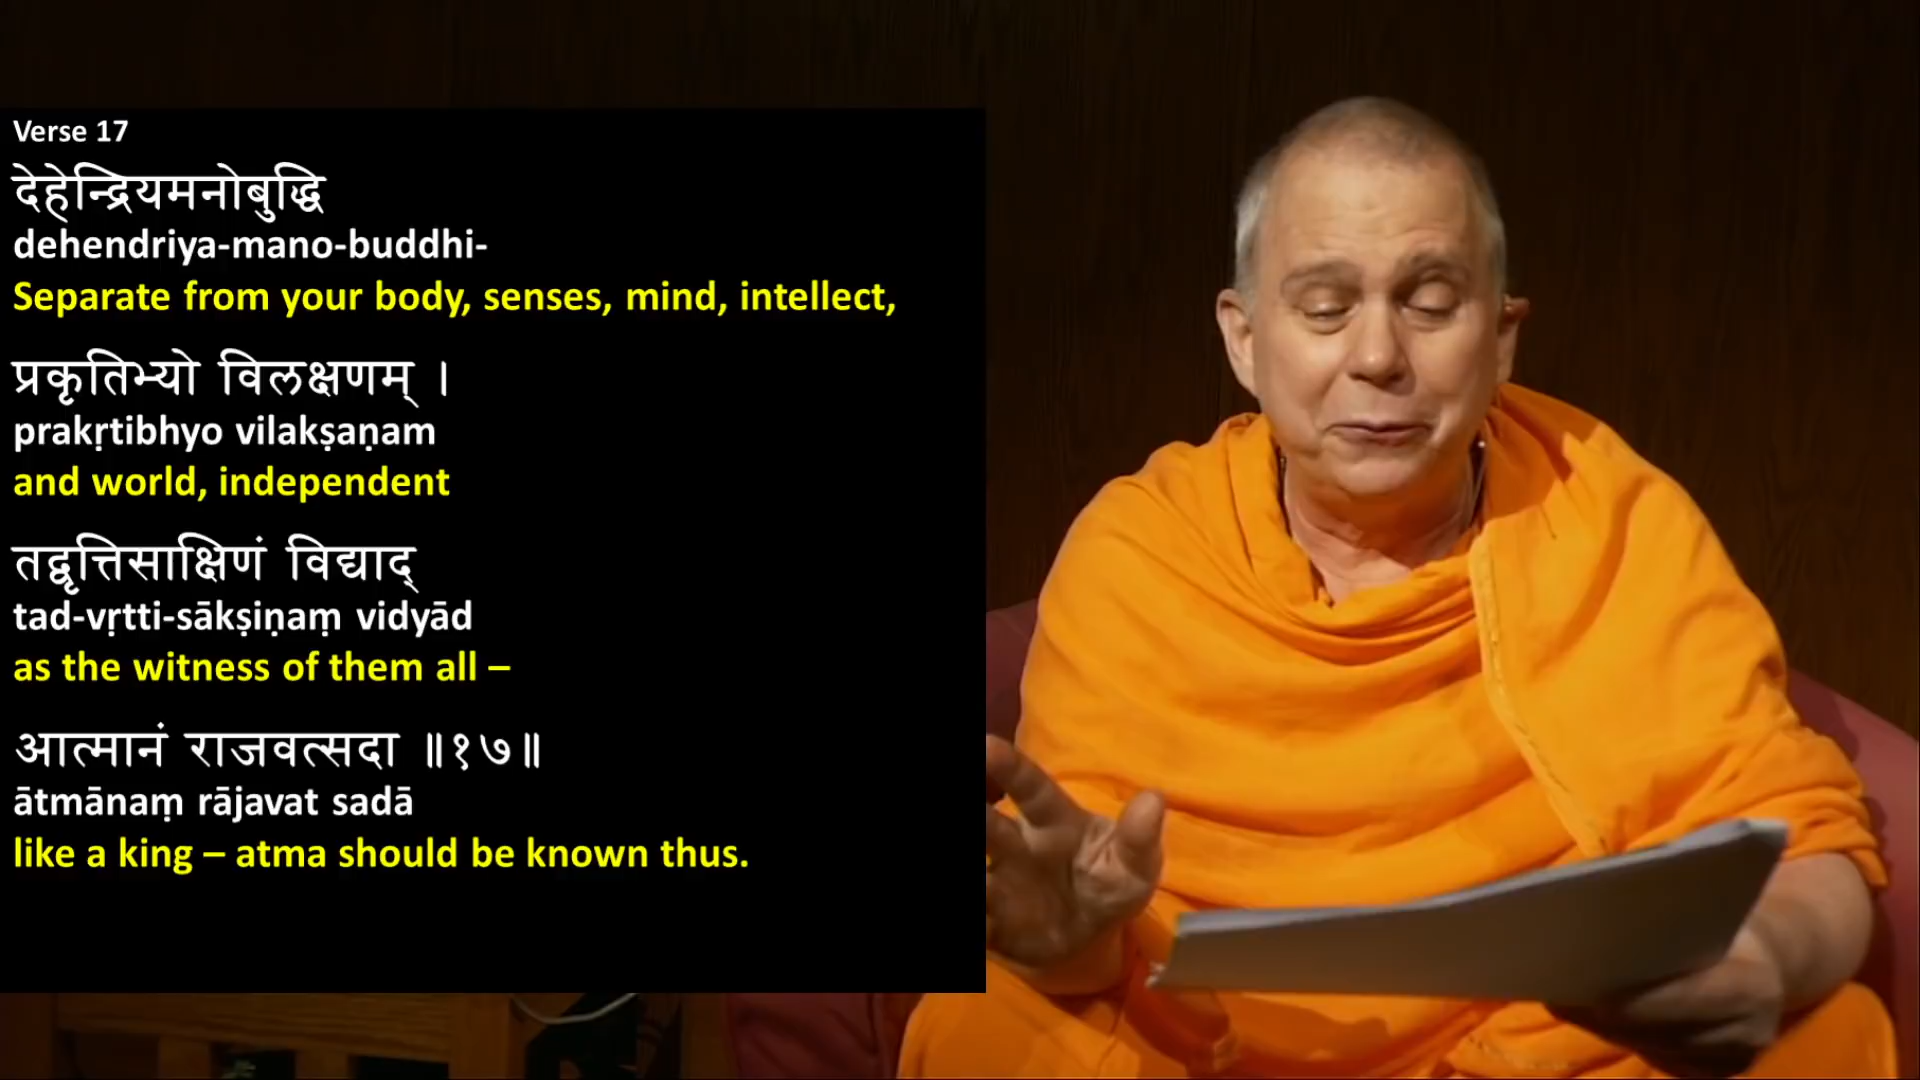 Verse 17
देहेन्द्रियमनोबुद्धि
dehendriya-mano-buddhi-
Separate from your body, senses, mind, intellect,
प्रकृतिभ्यो विलक्षणम् ।
prakṛtibhyo vilakṣaṇam
and world, independent
तद्वृत्तिसाक्षिणं विद्याद्
tad-vṛtti-sākṣiṇaṃ vidyād
as the witness of them all –
आत्मानं राजवत्सदा ॥१७॥
ātmānaṃ rājavat sadā
like a king – atma should be known thus.